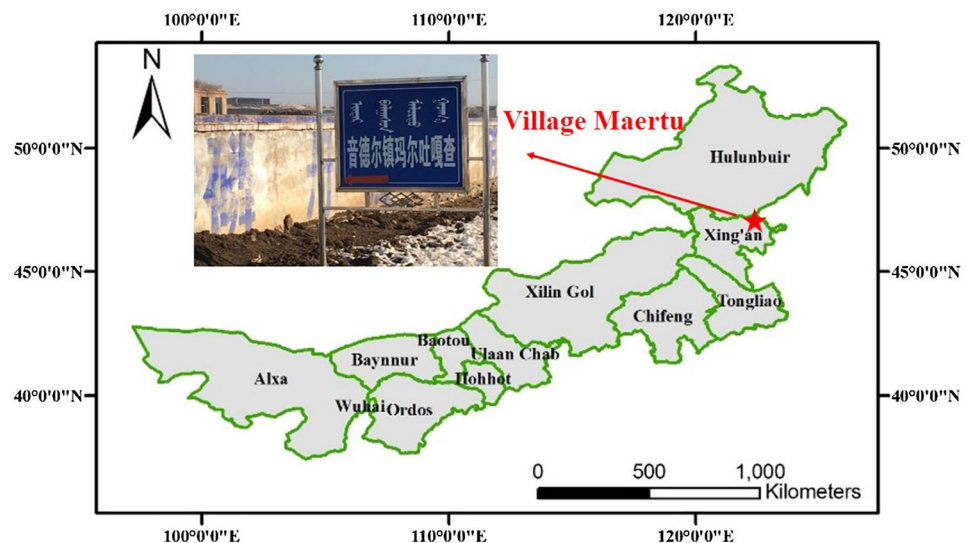 100°0'0"E 110°0'0"E 120°0'0"E
N
Village Maertu
音德尔镇玛尔吐嘎查
50°0'0"N 50°0'0"N
Hulunbuir
Xing'an
45°0'0"N 45°0'0"N
Xilin Gol
Tongliao
Chifeng
Baotou
Ulaan Chab
Baynnur
Hohhot
Alxa
40°0'0"N 40°0'0"N
Wuhai Ordos
0 500 1,000
Kilometers
100°0'0"E 110°0'0"E 120°0'0"E